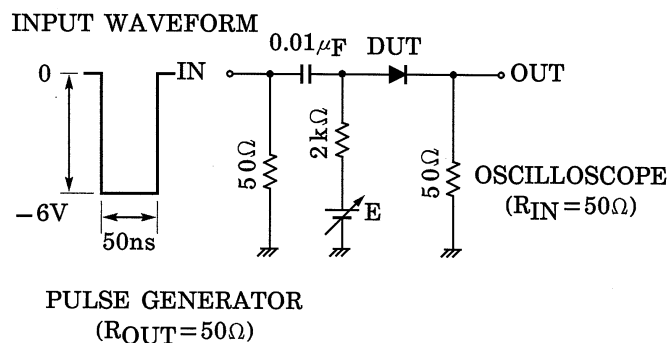 INPUT WAVEFORM
0.01μF
DUT
0
IN
OUT
50Ω
2kΩ
50Ω
OSCILLOSCOPE
(RIN=50Ω)
E
−6V
50ns
PULSE GENERATOR
(ROUT=50Ω)